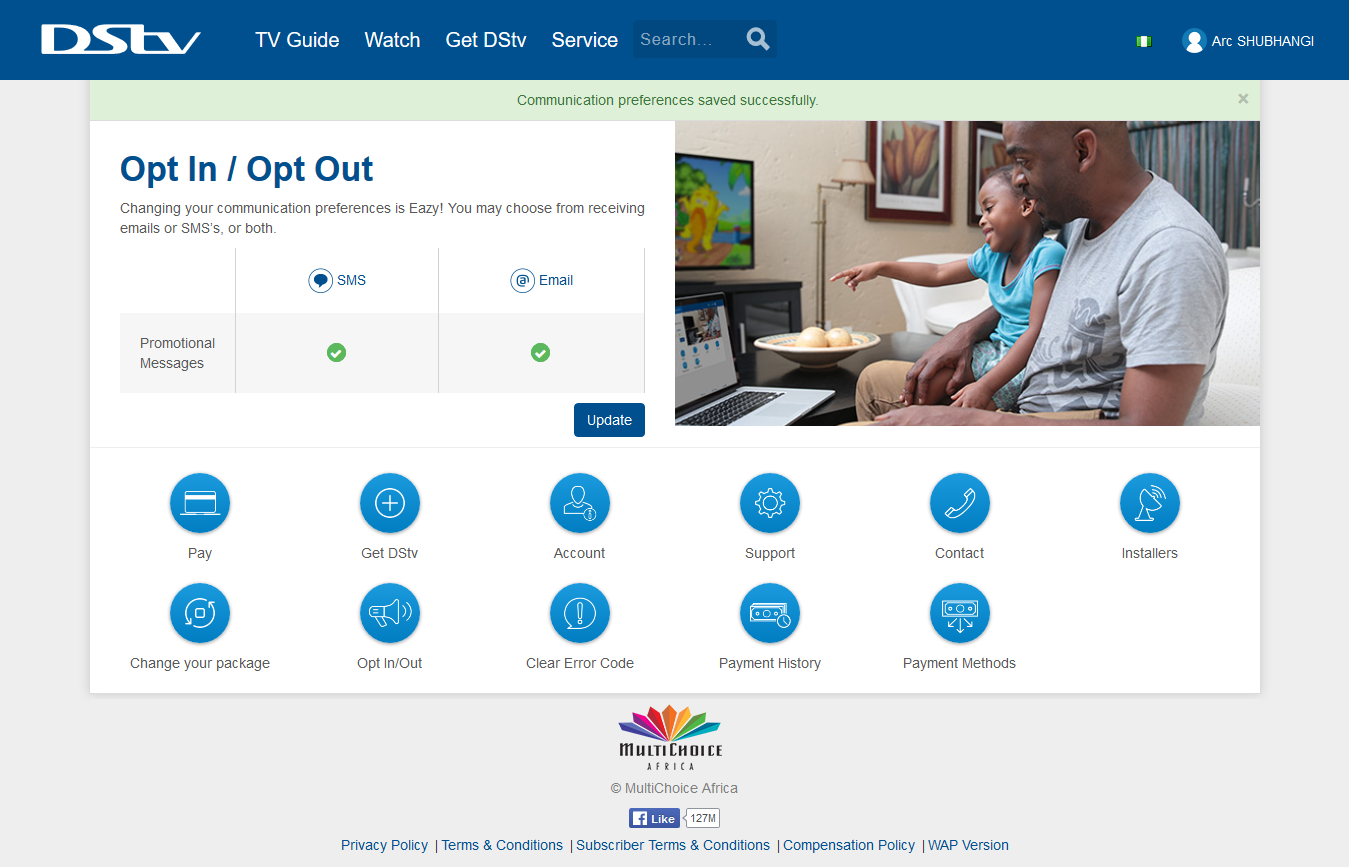 DStv
TV Guide
Watch
Get DStv
Service
Search...
Arc SHUBHANGI
Communication preferences saved successfully.
×
Opt In / Opt Out
Changing your communication preferences is Eazy! You may choose from receiving
emails or SMS's, or both.
SMS
@ Email
Promotional
Messages
Update
Pay
Get DStv
Account
Support
Contact
Installers
Change your package
Opt In/Out
Clear Error Code
Payment History
Payment Methods
MULTICHOICE
AFRICA
© MultiChoice Africa
f Like
127M
Privacy Policy | Terms & Conditions | Subscriber Terms & Conditions | Compensation Policy | WAP Version